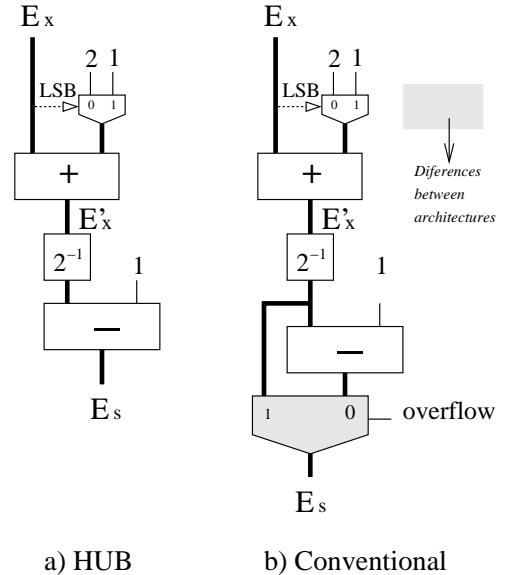 Ex
Ex
2 1
2 1
LSB
0 1
LSB
0 1
+
+
Diferences
between
architectures
E'x
E'x
2⁻¹
1
2⁻¹
1
−
−
Es
1 0
overflow
Es
a) HUB
b) Conventional